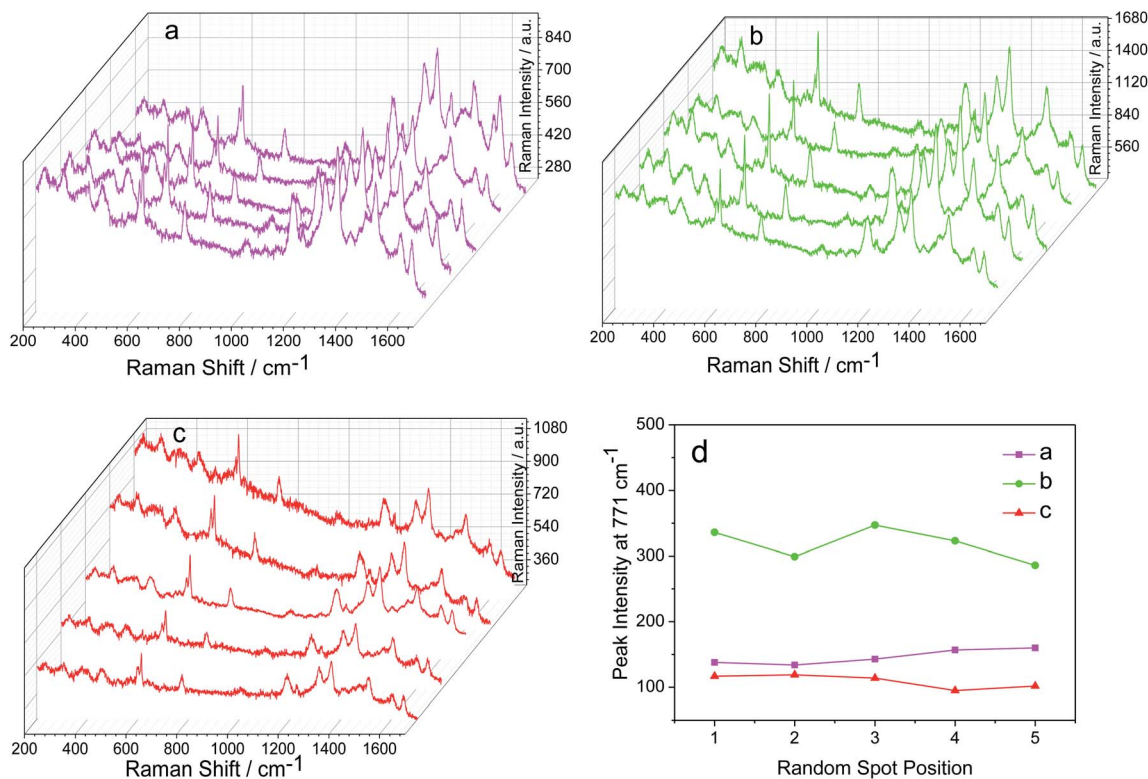 a
Raman Intensity / a.u.
840
700
560
420
280
200 400 600 800 1000 1200 1400 1600
Raman Shift / cm-1
b
Raman Intensity / a.u.
1680
1400
1120
840
560
200 400 600 800 1000 1200 1400 1600
Raman Shift / cm-1
c
Raman Intensity / a.u.
1080
900
720
540
360
200 400 600 800 1000 1200 1400 1600
Raman Shift / cm-1
d
Peak Intensity at 771 cm-1
500
400
300
200
100
a
b
c
1 2 3 4 5
Random Spot Position